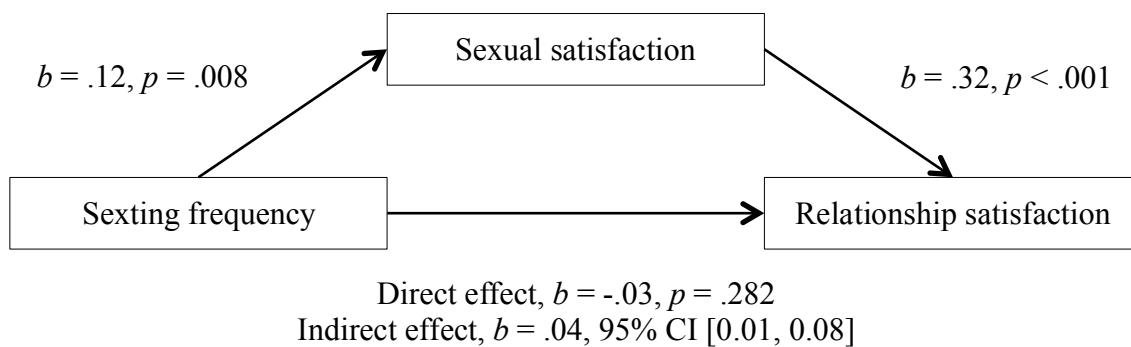 Sexual satisfaction
b = .12, p = .008
b = .32, p < .001
Sexting frequency
Relationship satisfaction
Direct effect, b = -.03, p = .282
Indirect effect, b = .04, 95% CI [0.01, 0.08]